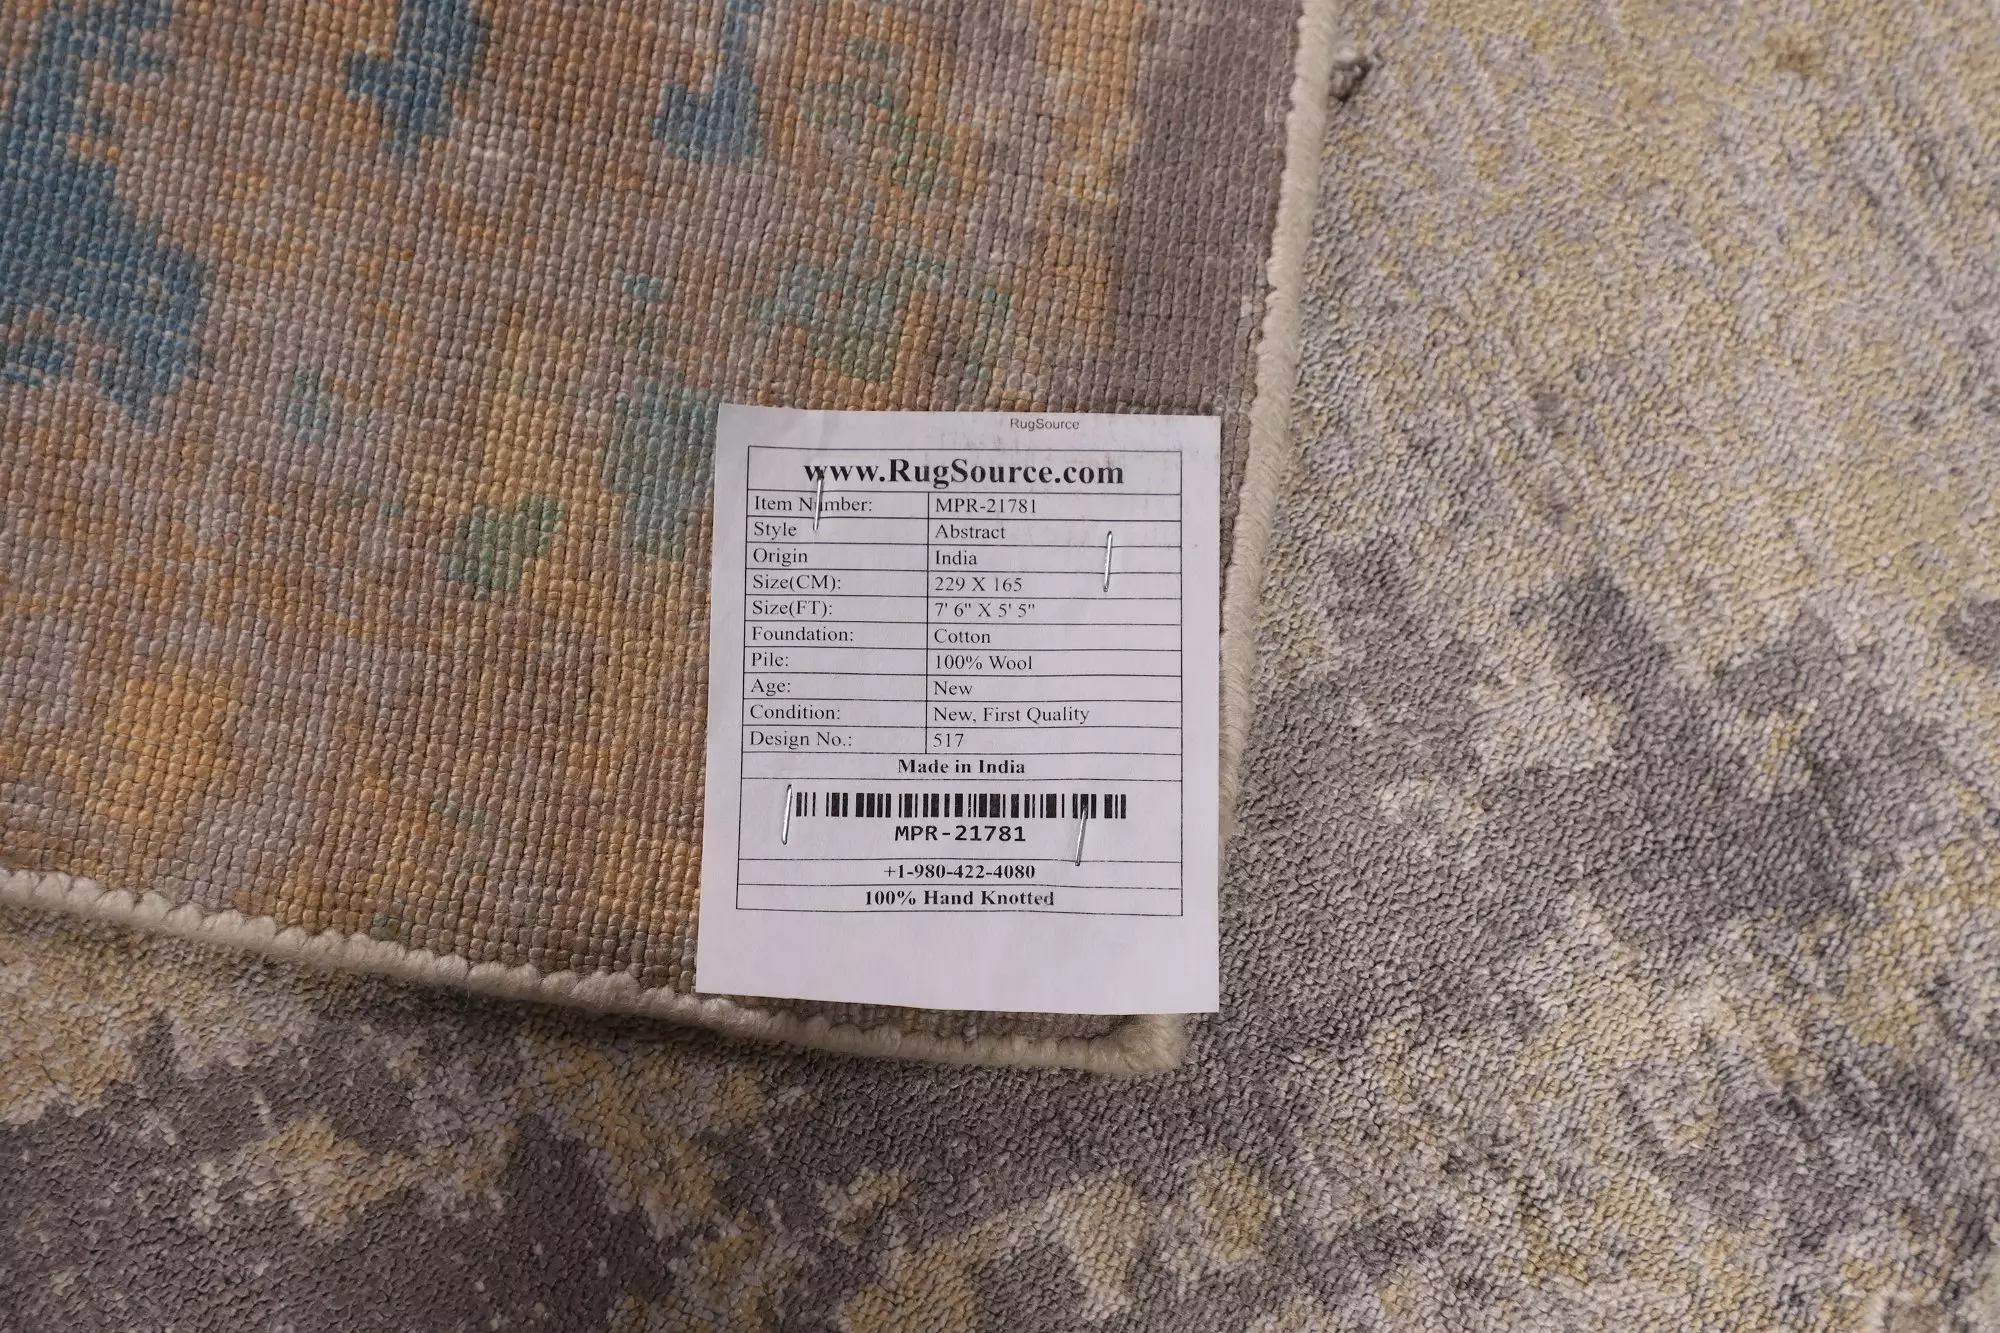 RugSource
www.RugSource.com
Item Number: MPR-21781
Style Abstract
Origin India
Size(CM): 229 X 165
Size(FT): 7' 6" X 5' 5"
Foundation: Cotton
Pile: 100% Wool
Age: New
Condition: New, First Quality
Design No.: 517
Made in India
MPR-21781
+1-980-422-4080
100% Hand Knotted